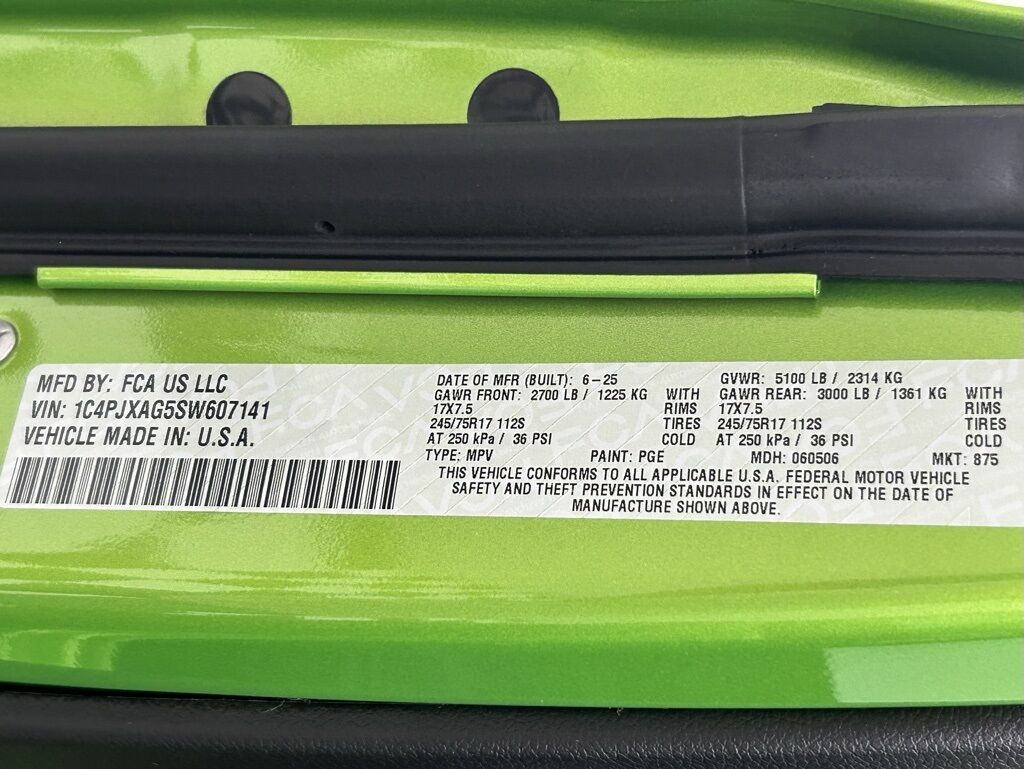 MFD BY: FCA US LLC
VIN: 1C4PJXAG5SW607141
VEHICLE MADE IN: U.S.A.
DATE OF MFR (BUILT): 6-25
GAWR FRONT: 2700 LB / 1225 KG WITH
17X7.5 RIMS
245/75R17 112S TIRES
AT 250 kPa / 36 PSI COLD
GVWR: 5100 LB / 2314 KG
GAWR REAR: 3000 LB / 1361 KG WITH
17X7.5 RIMS
245/75R17 112S TIRES
AT 250 kPa / 36 PSI COLD
TYPE: MPV PAINT: PGE MDH: 060506 MKT: 875
THIS VEHICLE CONFORMS TO ALL APPLICABLE U.S.A. FEDERAL MOTOR VEHICLE
SAFETY AND THEFT PREVENTION STANDARDS IN EFFECT ON THE DATE OF
MANUFACTURE SHOWN ABOVE.